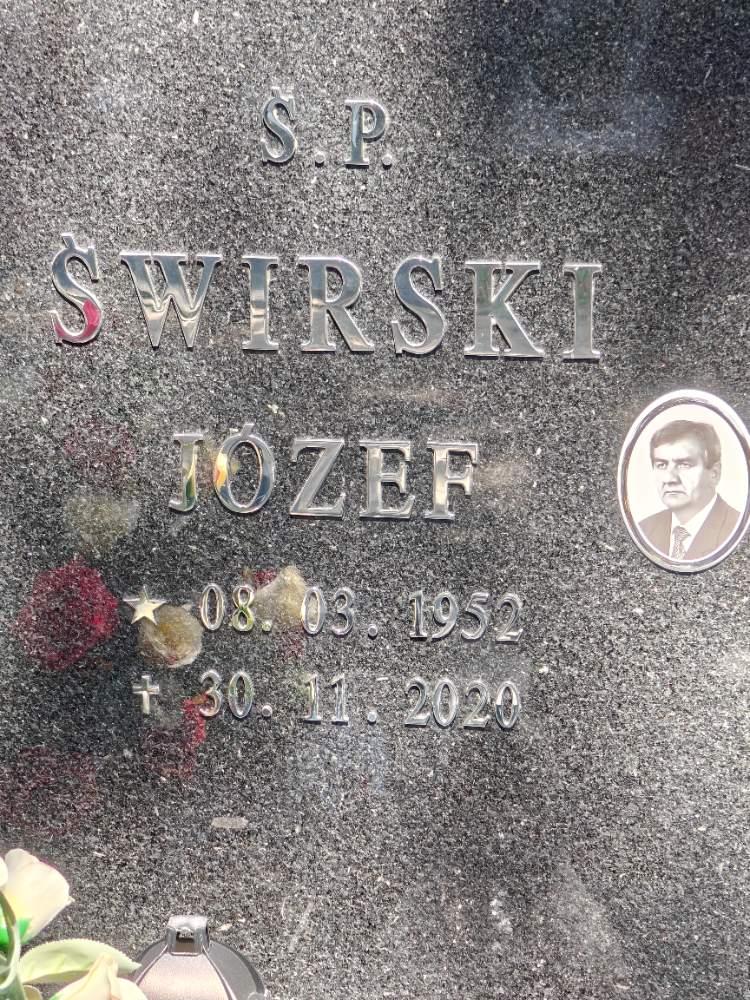 Ś.P.
ŚWIRSKI
JÓZEF
08. 03. 1952
30. 11. 2020